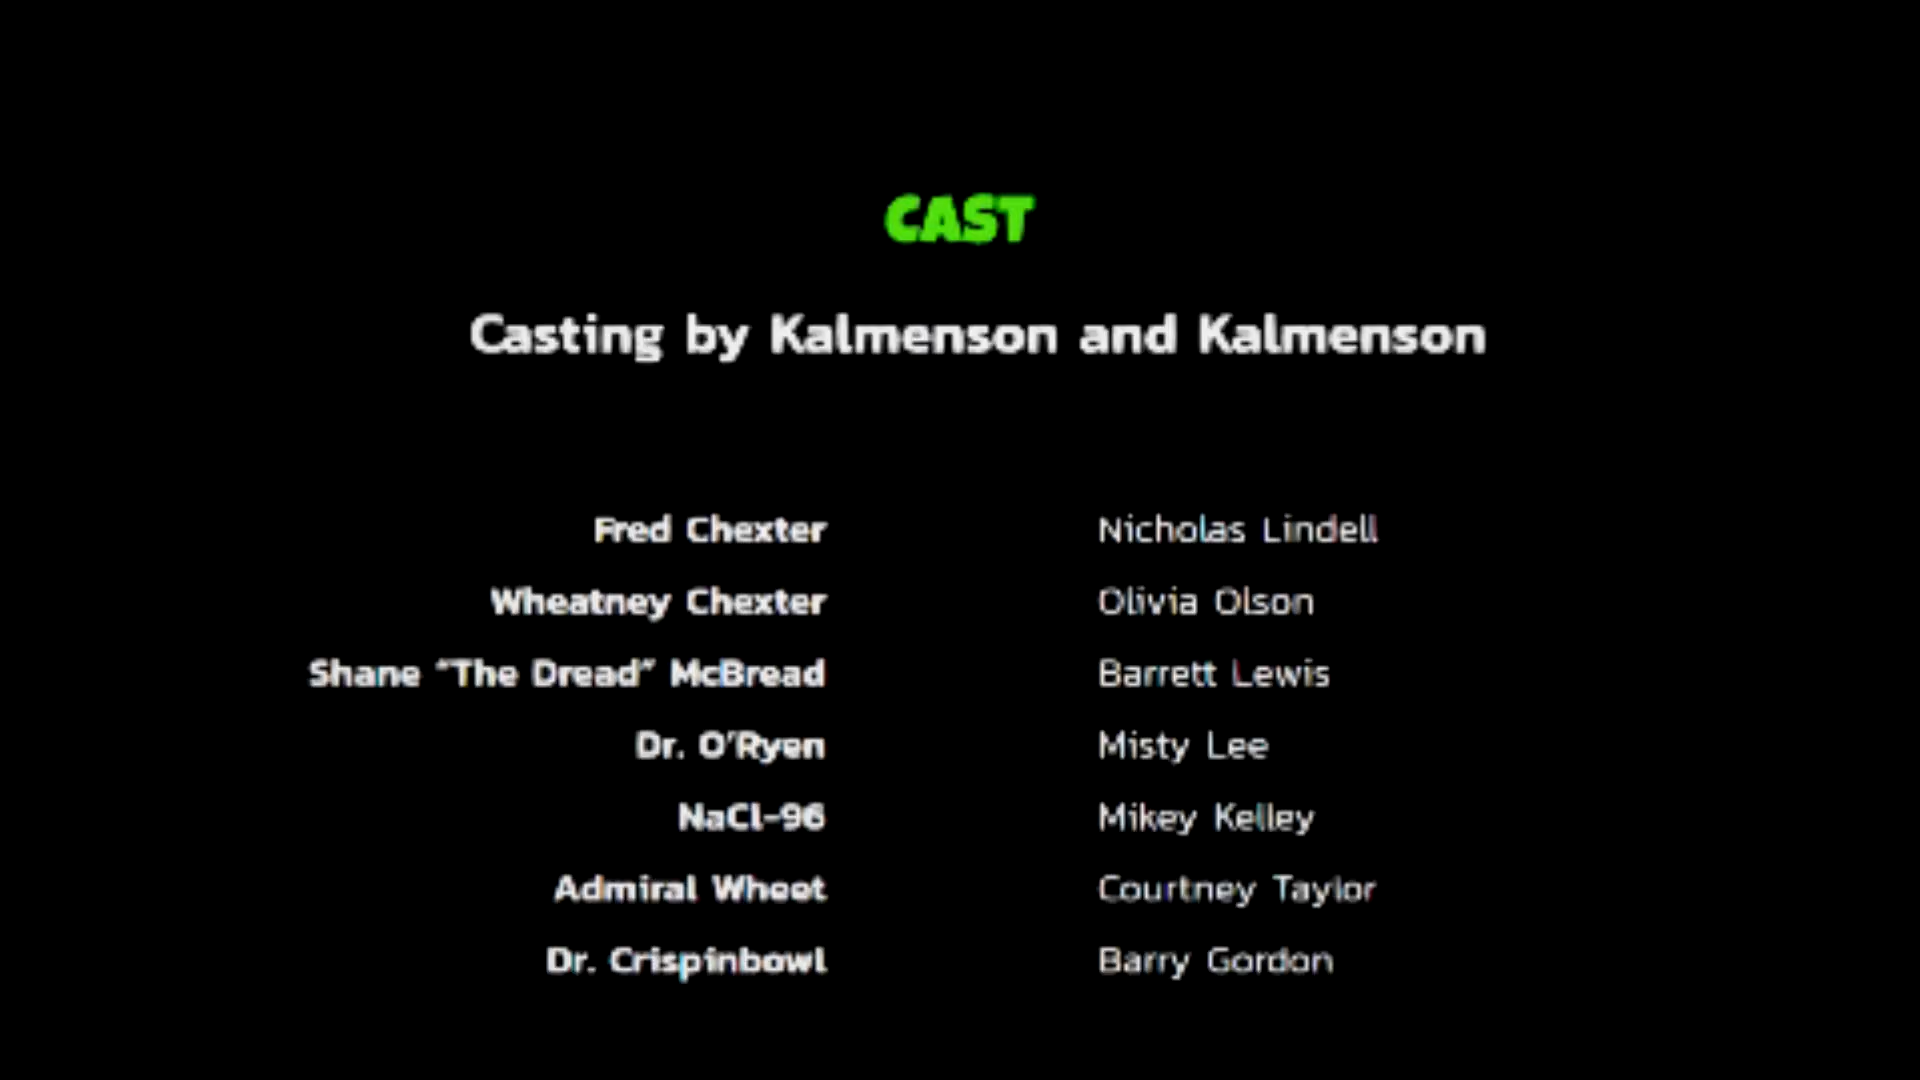 CAST
Casting by Kalmenson and Kalmenson
Fred Chexter Nicholas Lindell
Wheatney Chexter Olivia Olson
Shane “The Dread” McBread Barrett Lewis
Dr. O’Ryen Misty Lee
NaCl-96 Mikey Kelley
Admiral Wheet Courtney Taylor
Dr. Crispinbowl Barry Gordon